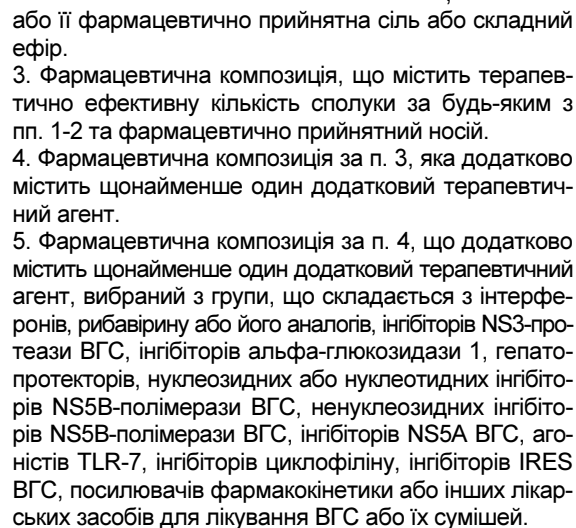 або її фармацевтично прийнятна сіль або складний
ефір.
3. Фармацевтична композиція, що містить терапев-
тично ефективну кількість сполуки за будь-яким з
пп. 1-2 та фармацевтично прийнятний носій.
4. Фармацевтична композиція за п. 3, яка додатково
містить щонайменше один додатковий терапевтич-
ний агент.
5. Фармацевтична композиція за п. 4, що додатково
містить щонайменше один додатковий терапевтичний
агент, вибраний з групи, що складається з інтерфе-
ронів, рибавірину або його аналогів, інгібіторів NS3-про-
теази ВГС, інгібіторів альфа-глюкозидази 1, гепато-
протекторів, нуклеозидних або нуклеотидних інгібіто-
рів NS5B-полімерази ВГС, ненуклеозидних інгібіто-
рів NS5B-полімерази ВГС, інгібіторів NS5A ВГС, аго-
ністів TLR-7, інгібіторів циклофіліну, інгібіторів IRES
ВГС, посилювачів фармакокінетики або інших лікар-
ських засобів для лікування ВГС або їх сумішей.